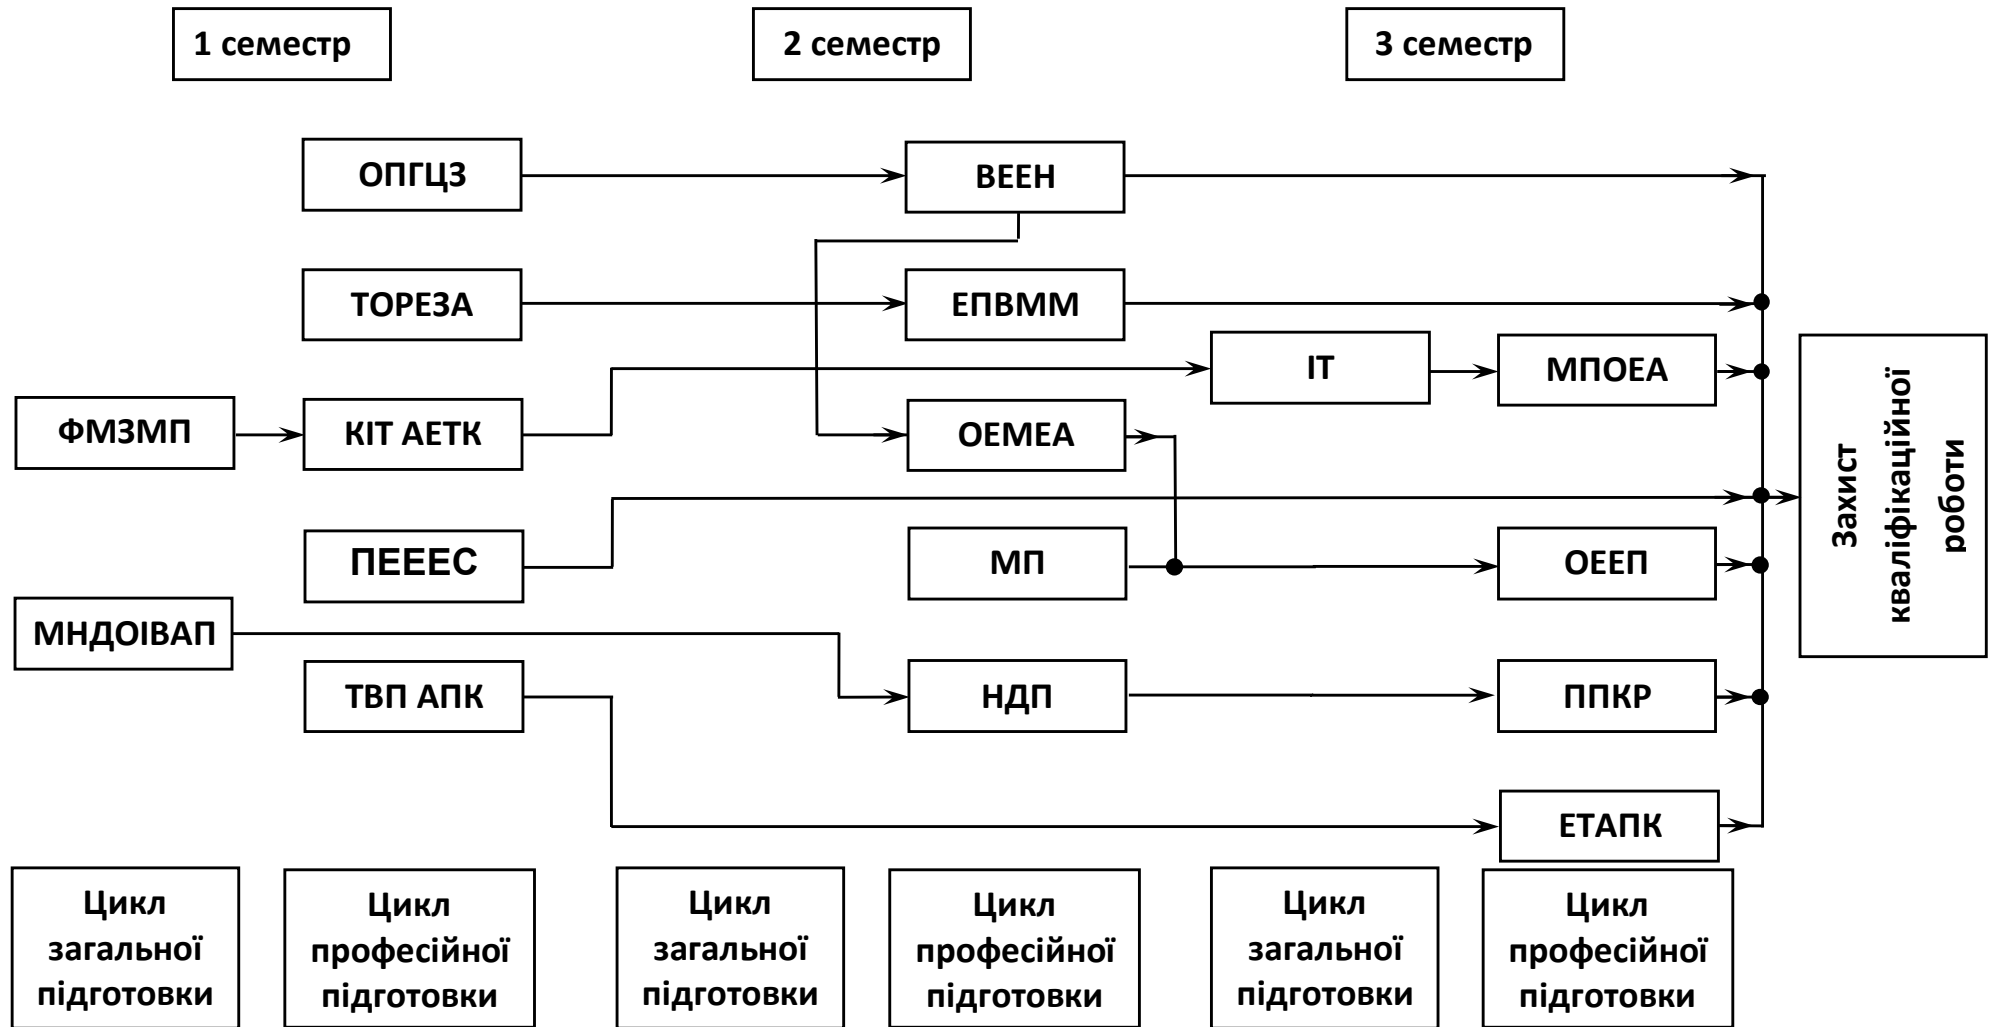 1 семестр
2 семестр
3 семестр
ОПГЦЗ
ВЕЕН
ТОРЕЗА
ЕПВММ
ІТ
МПОЕА
ФМЗМП
КІТ АЕТК
ОЕМЕА
ПЕЕЕС
МП
ОЕЕП
МНДОІВАП
ТВП АПК
НДП
ППКР
ЕТАПК
Захист
кваліфікаційної
роботи
Цикл
загальної
підготовки
Цикл
професійної
підготовки
Цикл
загальної
підготовки
Цикл
професійної
підготовки
Цикл
загальної
підготовки
Цикл
професійної
підготовки